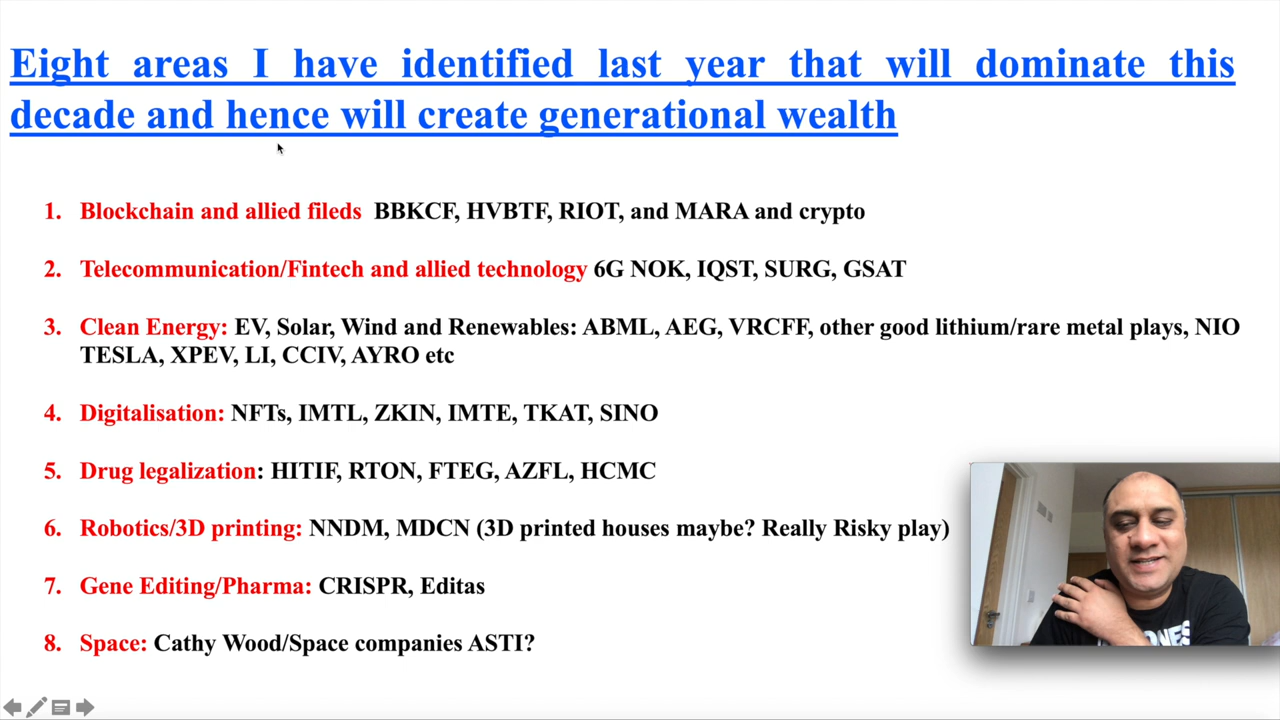 Eight areas I have identified last year that will dominate this
decade and hence will create generational wealth
1. Blockchain and allied fileds BBKCF, HVBTF, RIOT, and MARA and crypto
2. Telecommunication/Fintech and allied technology 6G NOK, IQST, SURG, GSAT
3. Clean Energy: EV, Solar, Wind and Renewables: ABML, AEG, VRCFF, other good lithium/rare metal plays, NIO
TESLA, XPEV, LI, CCIV, AYRO etc
4. Digitalisation: NFTs, IMTL, ZKIN, IMTE, TKAT, SINO
5. Drug legalization: HITIF, RTON, FTEG, AZFL, HCMC
6. Robotics/3D printing: NNDM, MDCN (3D printed houses maybe? Really Risky play)
7. Gene Editing/Pharma: CRISPR, Editas
8. Space: Cathy Wood/Space companies ASTI?